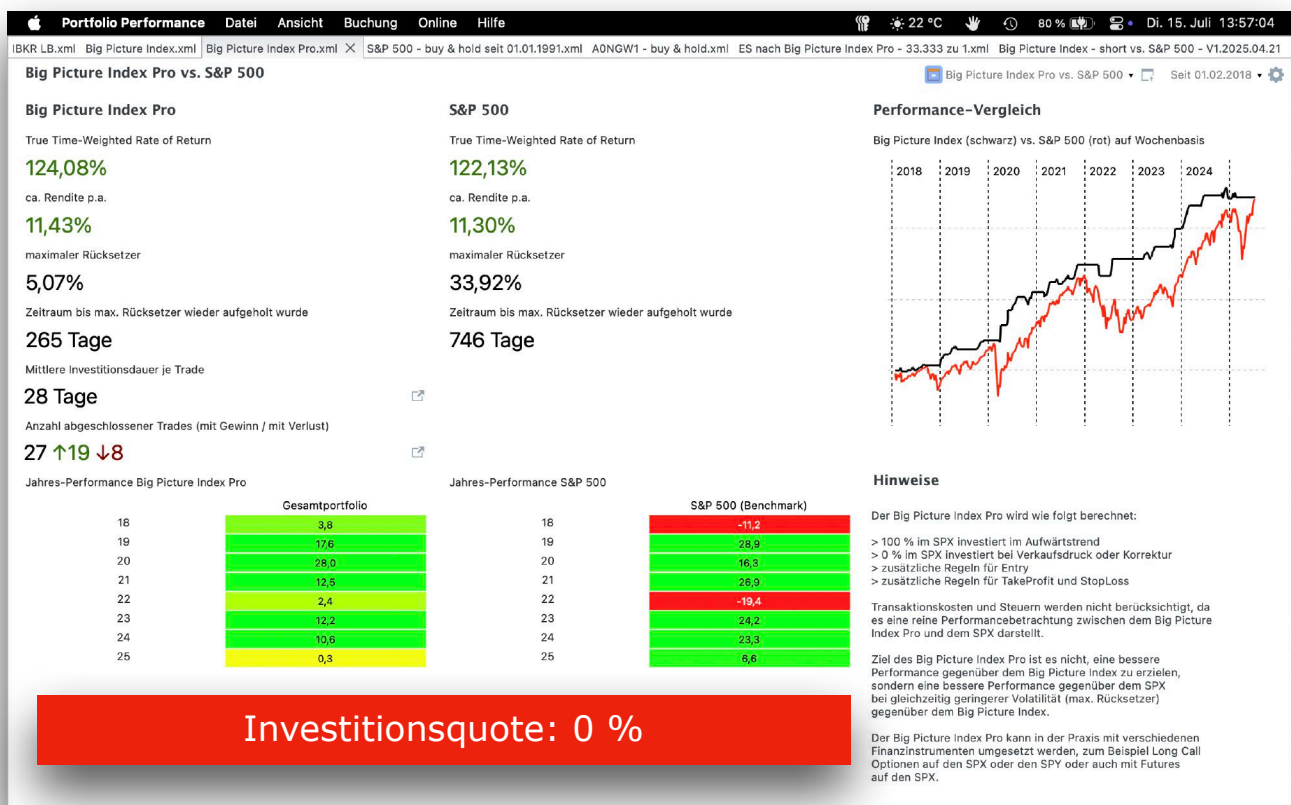 Portfolio Performance Datei Ansicht Buchung Online Hilfe 22 °C 80 % Di. 15. Juli 13:57:04
IBKR LB.xml Big Picture Index.xml Big Picture Index Pro.xml S&P 500 - buy & hold seit 01.01.1991.xml A0NGW1 - buy & hold.xml ES nach Big Picture Index Pro - 33.333 zu 1.xml Big Picture Index - short vs. S&P 500 - V1.2025.04.21
Big Picture Index Pro vs. S&P 500
Big Picture Index Pro vs. S&P 500 Seit 01.02.2018
Big Picture Index Pro
True Time-Weighted Rate of Return
124,08%
ca. Rendite p.a.
11,43%
maximaler Rücksetzer
5,07%
Zeitraum bis max. Rücksetzer wieder aufgeholt wurde
265 Tage
Mittlere Investitionsdauer je Trade
28 Tage
Anzahl abgeschlossener Trades (mit Gewinn / mit Verlust)
27 ↑19 ↓8
Jahres-Performance Big Picture Index Pro
Gesamtportfolio
18 3,8
19 17,6
20 28,0
21 12,5
22 2,4
23 12,2
24 10,6
25 0,3
S&P 500
True Time-Weighted Rate of Return
122,13%
ca. Rendite p.a.
11,30%
maximaler Rücksetzer
33,92%
Zeitraum bis max. Rücksetzer wieder aufgeholt wurde
746 Tage
Jahres-Performance S&P 500
S&P 500 (Benchmark)
18 -11,2
19 28,9
20 16,3
21 26,9
22 -19,4
23 24,2
24 23,3
25 6,6
Investitionsquote: 0 %
Performance-Vergleich
Big Picture Index (schwarz) vs. S&P 500 (rot) auf Wochenbasis
2018 2019 2020 2021 2022 2023 2024
Hinweise
Der Big Picture Index Pro wird wie folgt berechnet:
> 100 % im SPX investiert im Aufwärtstrend
> 0 % im SPX investiert bei Verkaufsdruck oder Korrektur
> zusätzliche Regeln für Entry
> zusätzliche Regeln für TakeProfit und StopLoss
Transaktionskosten und Steuern werden nicht berücksichtigt, da
es eine reine Performancebetrachtung zwischen dem Big Picture
Index Pro und dem SPX darstellt.
Ziel des Big Picture Index Pro ist es nicht, eine bessere
Performance gegenüber dem Big Picture Index zu erzielen,
sondern eine bessere Performance gegenüber dem SPX
bei gleichzeitig geringerer Volatilität (max. Rücksetzer)
gegenüber dem Big Picture Index.
Der Big Picture Index Pro kann in der Praxis mit verschiedenen
Finanzinstrumenten umgesetzt werden, zum Beispiel Long Call
Optionen auf den SPX oder den SPY oder auch mit Futures
auf den SPX.